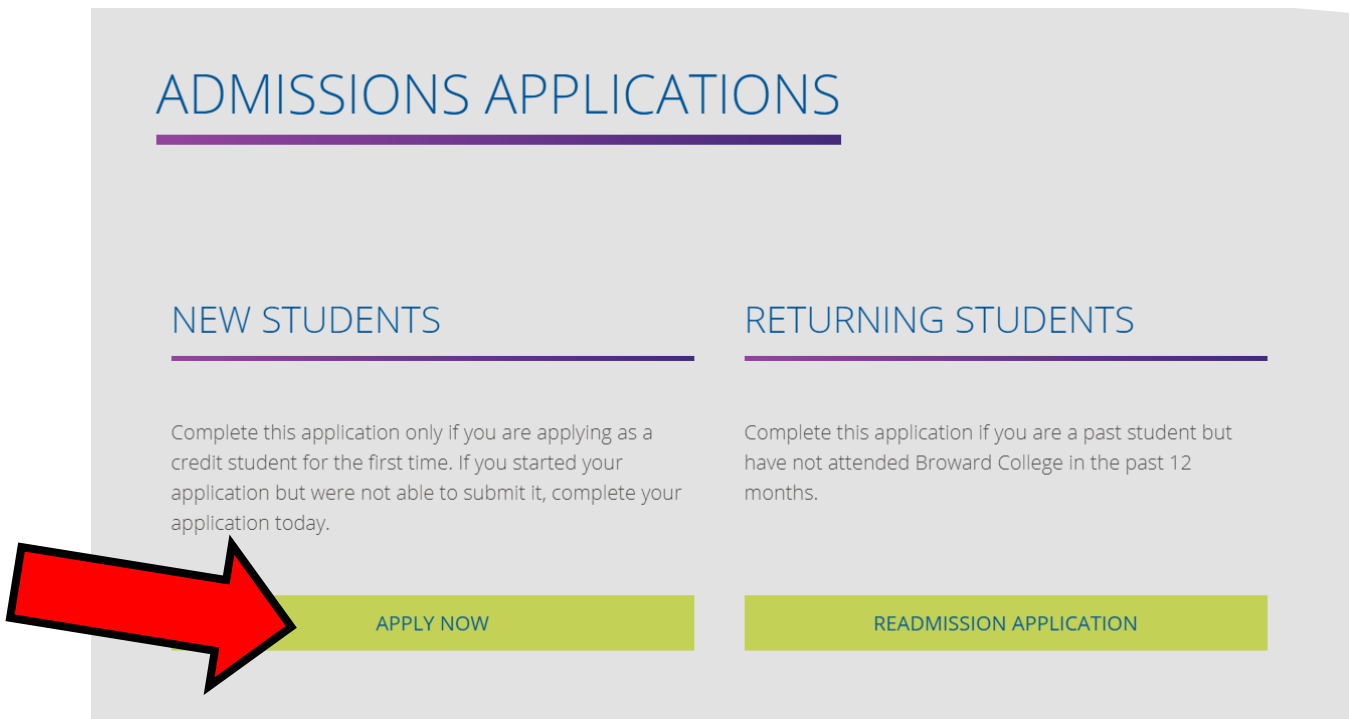 ADMISSIONS APPLICATIONS
NEW STUDENTS
Complete this application only if you are applying as a
credit student for the first time. If you started your
application but were not able to submit it, complete your
application today.
APPLY NOW
RETURNING STUDENTS
Complete this application if you are a past student but
have not attended Broward College in the past 12
months.
READMISSION APPLICATION